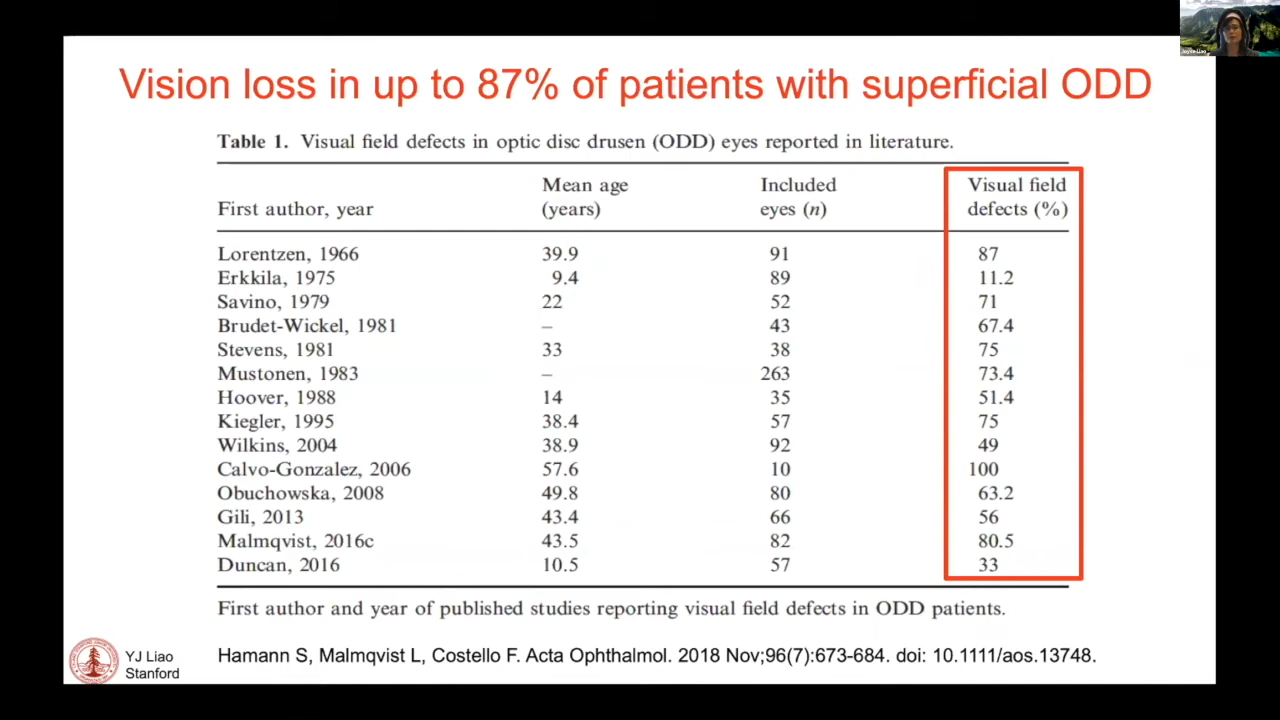 Joyce Liao
Vision loss in up to 87% of patients with superficial ODD
Table 1. Visual field defects in optic disc drusen (ODD) eyes reported in literature.
First author, year Mean age (years) Included eyes (n) Visual field defects (%)
Lorentzen, 1966 39.9 91 87
Erkkila, 1975 9.4 89 11.2
Savino, 1979 22 52 71
Brudet-Wickel, 1981 – 43 67.4
Stevens, 1981 33 38 75
Mustonen, 1983 – 263 73.4
Hoover, 1988 14 35 51.4
Kiegler, 1995 38.4 57 75
Wilkins, 2004 38.9 92 49
Calvo-Gonzalez, 2006 57.6 10 100
Obuchowska, 2008 49.8 80 63.2
Gili, 2013 43.4 66 56
Malmqvist, 2016c 43.5 82 80.5
Duncan, 2016 10.5 57 33
First author and year of published studies reporting visual field defects in ODD patients.
YJ Liao
Stanford
Hamann S, Malmqvist L, Costello F. Acta Ophthalmol. 2018 Nov;96(7):673-684. doi: 10.1111/aos.13748.